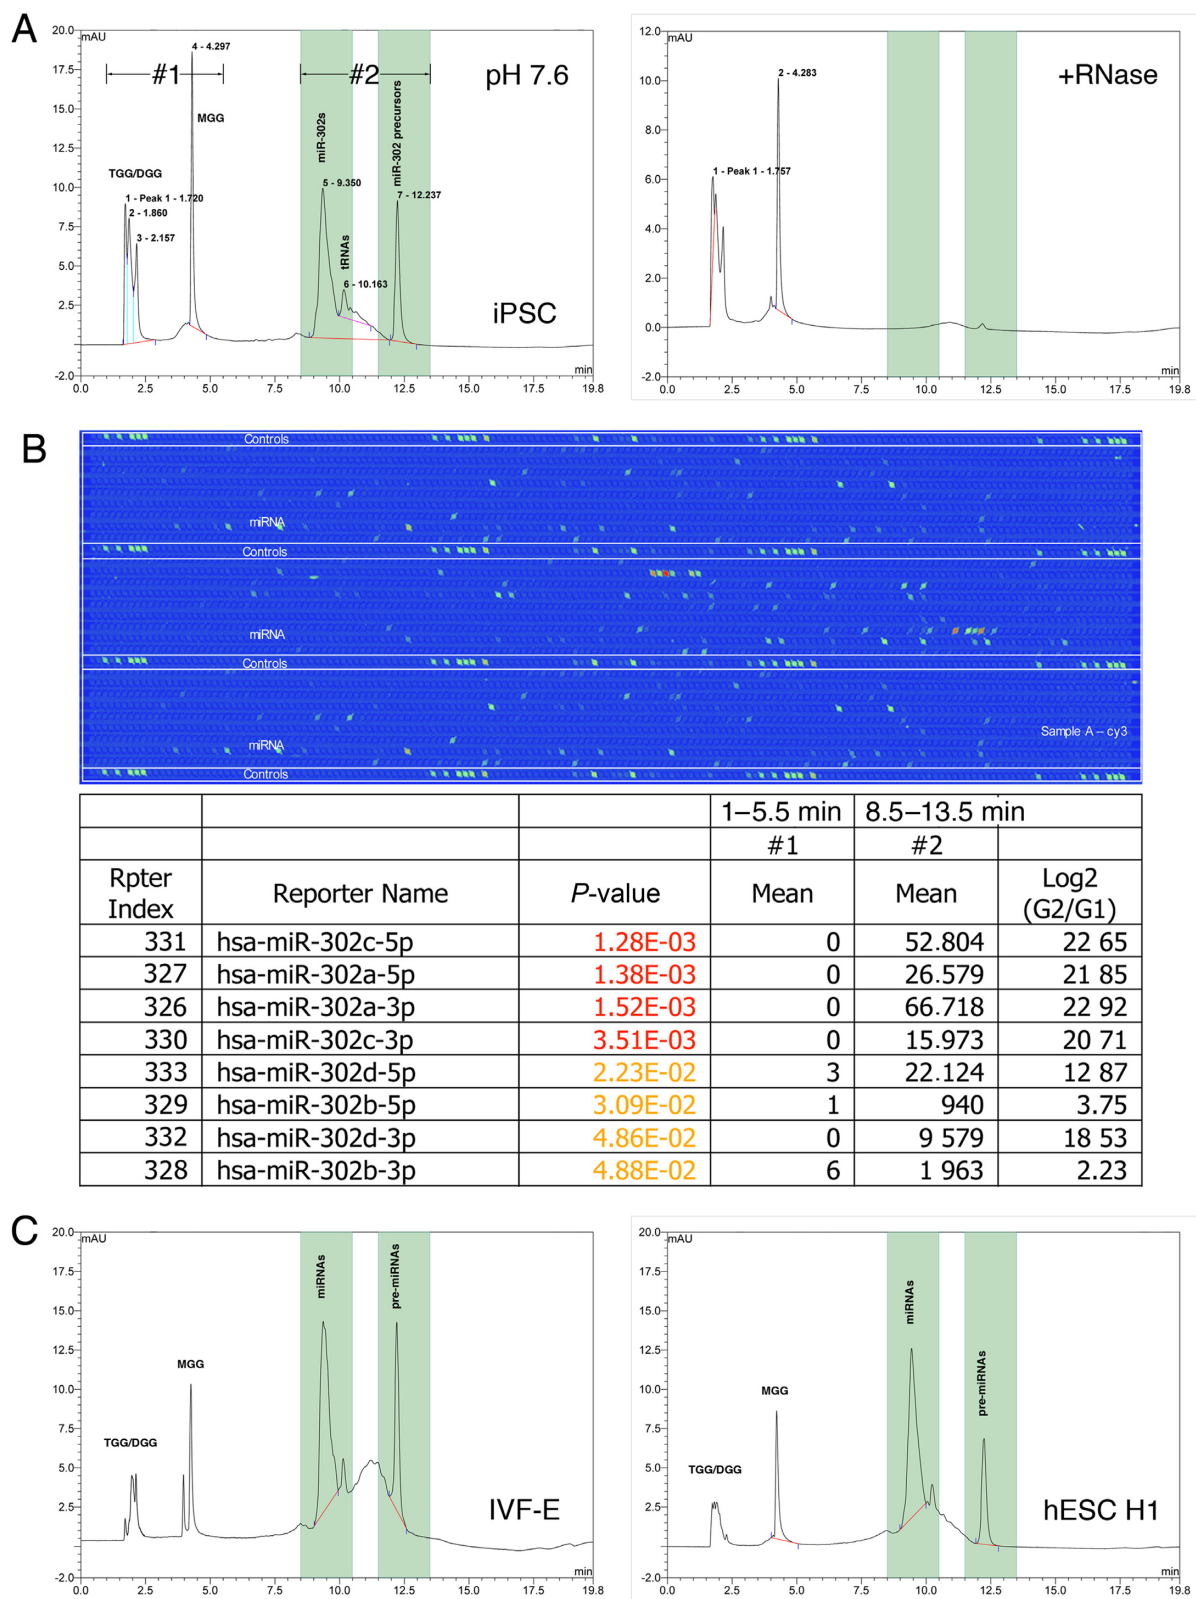 A
20.0
mAU
4 - 4.297
17.5
#1
#2
pH 7.6
15.0
MGG
miR-302s
miR-302 precursors
12.5
TGG/DGG
10.0
1 - Peak 1 - 1.720
5 - 9.350
7 - 12.237
2 - 1.860
7.5
3 - 2.157
tRNAs
5.0
6 - 10.163
2.5
iPSC
-2.0
min
0.0 2.5 5.0 7.5 10.0 12.5 15.0 19.8
12.0
mAU
2 - 4.283
+RNase
10.0
8.0
1 - Peak 1 - 1.757
6.0
4.0
2.0
0.0
-2.0
min
0.0 2.5 5.0 7.5 10.0 12.5 15.0 19.8
B
Controls
miRNA
Controls
miRNA
Controls
Sample A – cy3
miRNA
Controls
1–5.5 min 8.5–13.5 min
#1 #2
Rpter Index Reporter Name P-value Mean Mean Log2 (G2/G1)
331 hsa-miR-302c-5p 1.28E-03 0 52.804 22 65
327 hsa-miR-302a-5p 1.38E-03 0 26.579 21 85
326 hsa-miR-302a-3p 1.52E-03 0 66.718 22 92
330 hsa-miR-302c-3p 3.51E-03 0 15.973 20 71
333 hsa-miR-302d-5p 2.23E-02 3 22.124 12 87
329 hsa-miR-302b-5p 3.09E-02 1 940 3.75
332 hsa-miR-302d-3p 4.86E-02 0 9 579 18 53
328 hsa-miR-302b-3p 4.88E-02 6 1 963 2.23
C
20.0
mAU
17.5
miRNAs
pre-miRNAs
15.0
12.5
MGG
10.0
7.5
TGG/DGG
5.0
2.5
IVF-E
-2.0
min
0.0 2.5 5.0 7.5 10.0 12.5 15.0 19.8
20.0
mAU
17.5
miRNAs
15.0
12.5
pre-miRNAs
MGG
10.0
7.5
TGG/DGG
5.0
2.5
hESC H1
-2.0
min
0.0 2.5 5.0 7.5 10.0 12.5 15.0 19.8